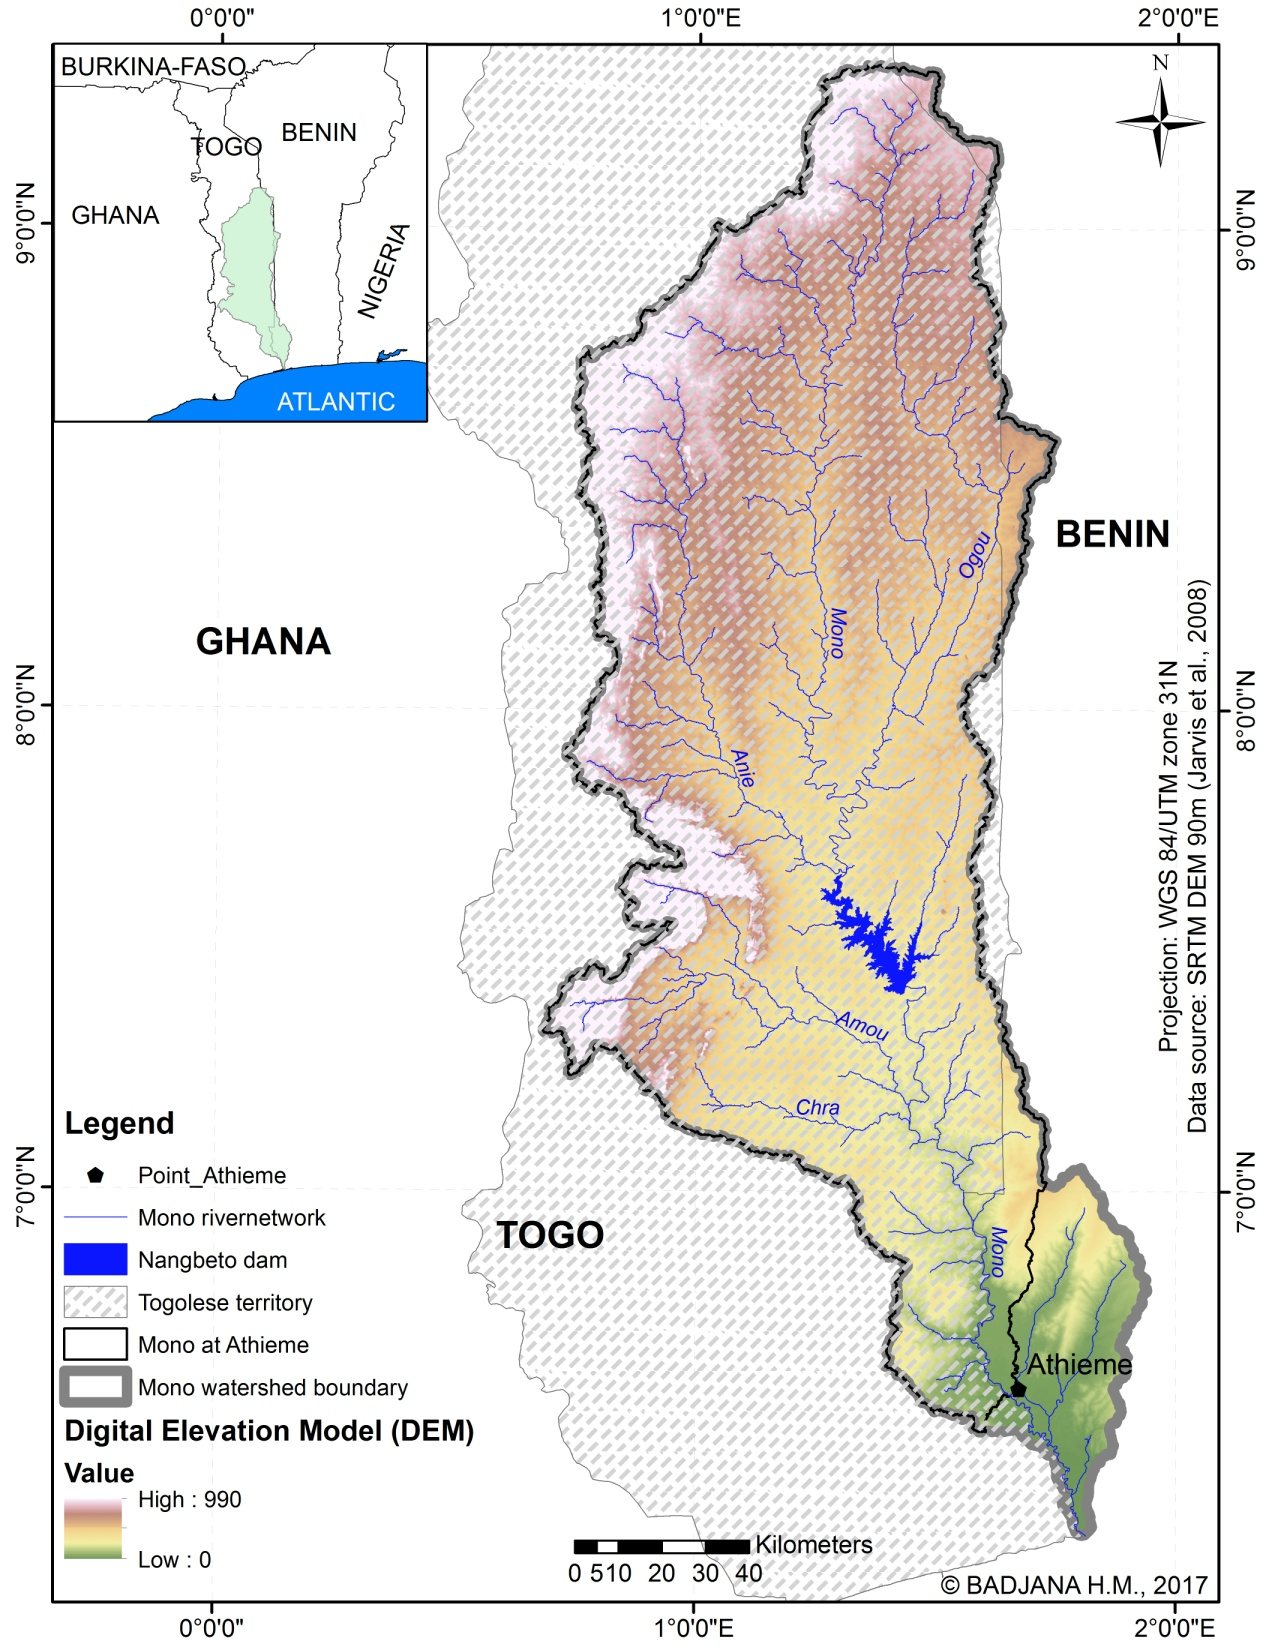 0°0'0"
1°0'0"E
2°0'0"E
BURKINA-FASO
TOGO
BENIN
GHANA
NIGERIA
ATLANTIC
N
9°0'0"N
9°0'0"N
BENIN
Ogou
Mono
GHANA
8°0'0"N
8°0'0"N
Anie
Amou
Chra
Projection: WGS 84/UTM zone 31N
Data source: SRTM DEM 90m (Jarvis et al., 2008)
7°0'0"N
7°0'0"N
TOGO
Mono
Athieme
Legend
Point_Athieme
Mono rivernetwork
Nangbeto dam
Togolese territory
Mono at Athieme
Mono watershed boundary
Digital Elevation Model (DEM)
Value
High : 990
Low : 0
Kilometers
0 5 10 20 30 40
© BADJANA H.M., 2017
0°0'0"E
1°0'0"E
2°0'0"E